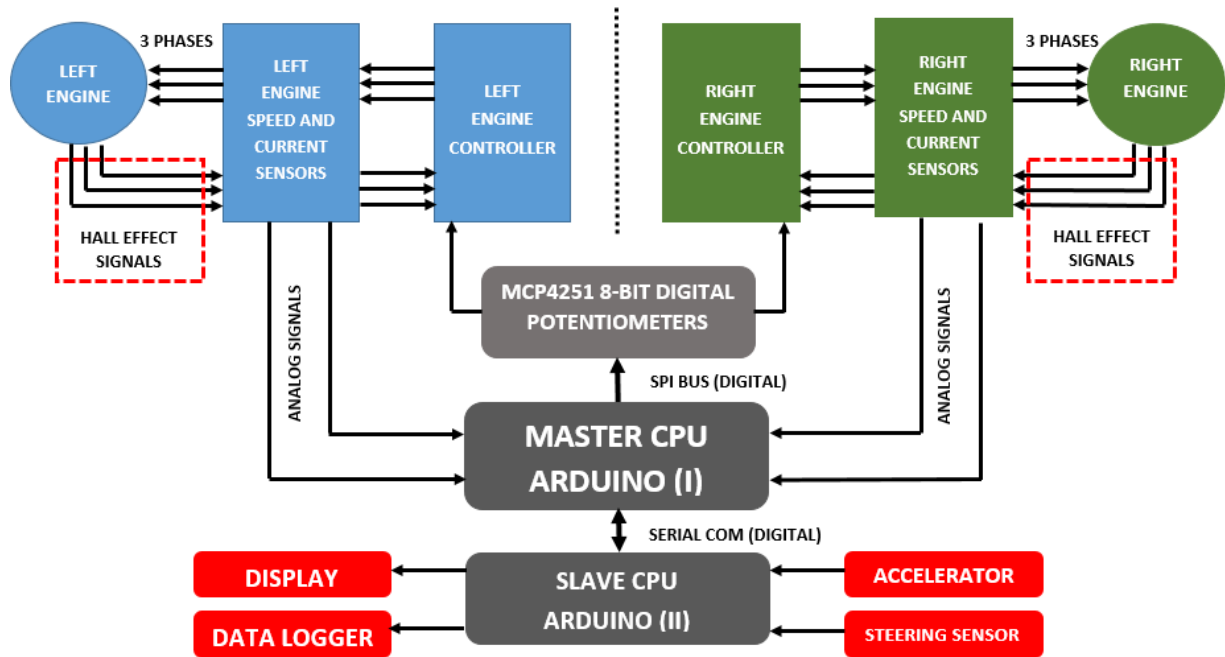 3 PHASES
LEFT
ENGINE
LEFT
ENGINE
SPEED AND
CURRENT
SENSORS
LEFT
ENGINE
CONTROLLER
RIGHT
ENGINE
CONTROLLER
RIGHT
ENGINE
SPEED AND
CURRENT
SENSORS
3 PHASES
RIGHT
ENGINE
HALL EFFECT
SIGNALS
HALL EFFECT
SIGNALS
ANALOG SIGNALS
MCP4251 8-BIT DIGITAL
POTENTIOMETERS
ANALOG SIGNALS
SPI BUS (DIGITAL)
MASTER CPU
ARDUINO (I)
SERIAL COM (DIGITAL)
DISPLAY
DATA LOGGER
SLAVE CPU
ARDUINO (II)
ACCELERATOR
STEERING SENSOR